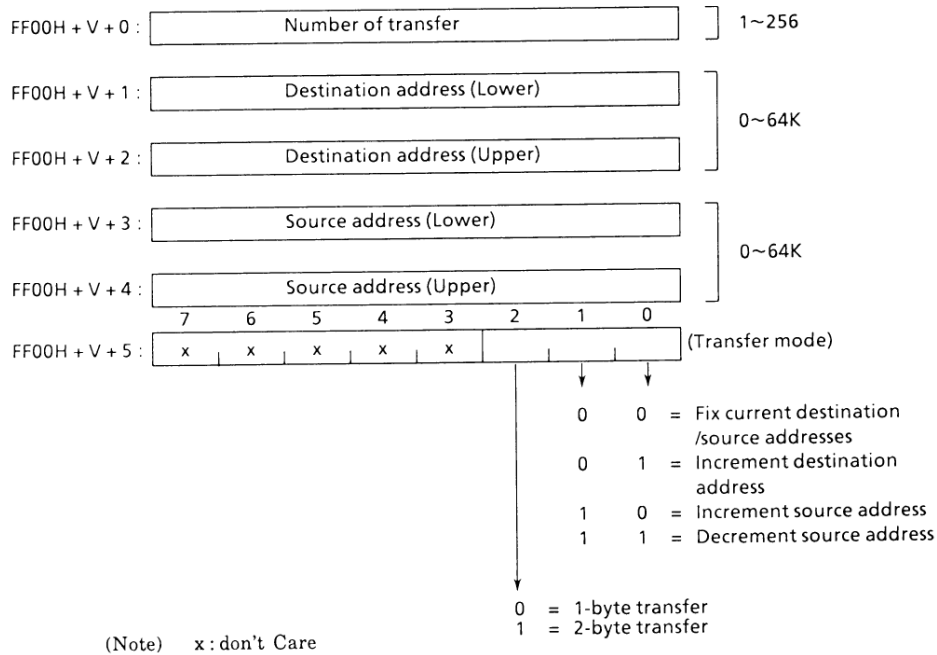 FF00H + V + 0 : Number of transfer 1~256
FF00H + V + 1 : Destination address (Lower)
0~64K
FF00H + V + 2 : Destination address (Upper)
FF00H + V + 3 : Source address (Lower)
0~64K
FF00H + V + 4 : Source address (Upper)
7 6 5 4 3 2 1 0
FF00H + V + 5 : x x x x x (Transfer mode)
0 0 = Fix current destination
/source addresses
0 1 = Increment destination
address
1 0 = Increment source address
1 1 = Decrement source address
0 = 1-byte transfer
1 = 2-byte transfer
(Note) x : don't Care